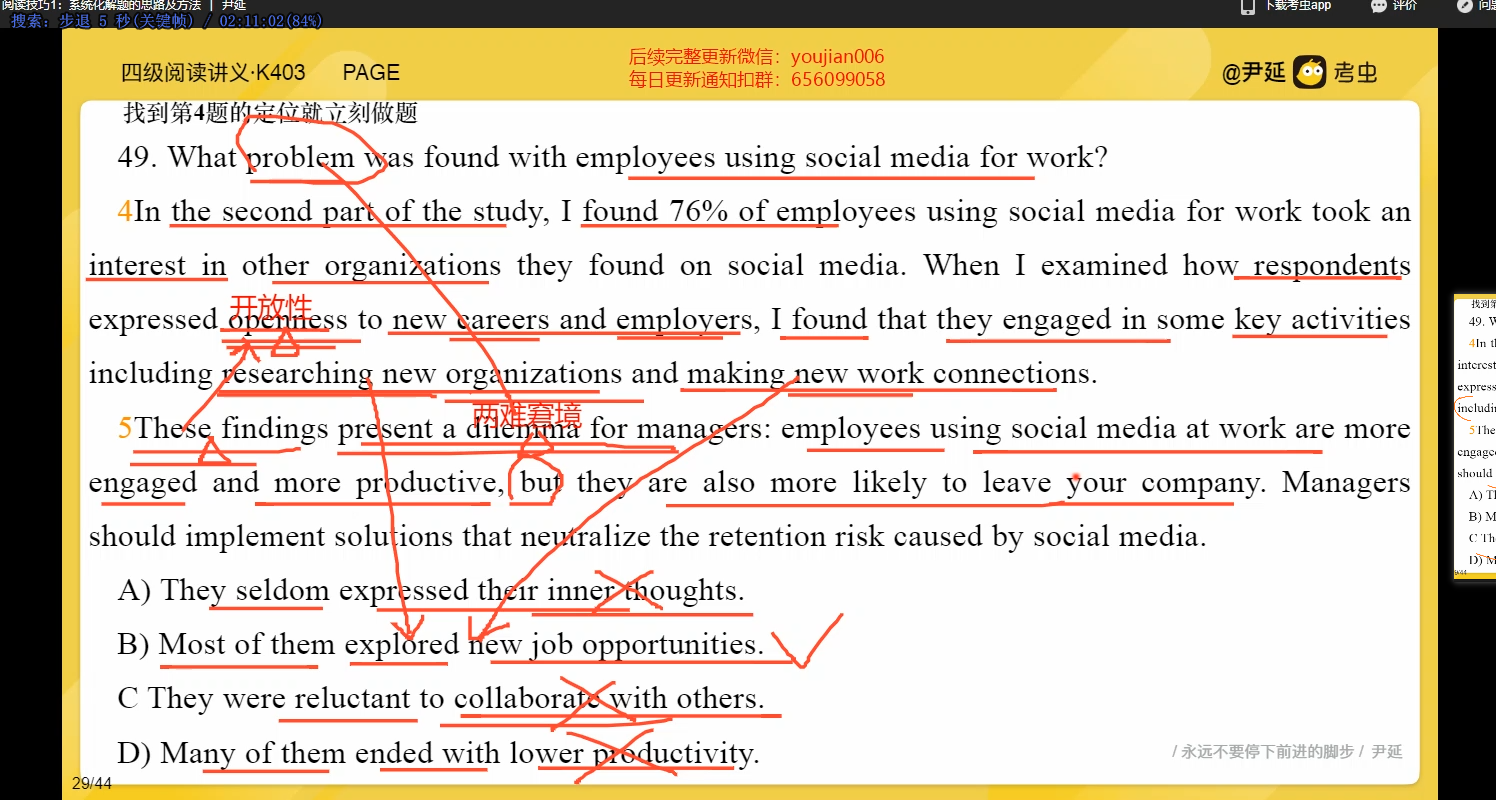 阅读技巧1：系统化解题的思路及方法 | 尹延
下载考虫app
评价
搜索: 步退 5 秒(关键帧) / 02:11:02(84%)
四级阅读讲义·K403 PAGE
后续完整更新微信：youjian006
每日更新通知扣群：656099058
@尹延 考虫
找到第4题的定位就立刻做题
49. What problem was found with employees using social media for work?
4In the second part of the study, I found 76% of employees using social media for work took an
interest in other organizations they found on social media. When I examined how respondents
开放性
expressed openness to new careers and employers, I found that they engaged in some key activities
including researching new organizations and making new work connections.
两难窘境
5These findings present a dilemma for managers: employees using social media at work are more
engaged and more productive, but they are also more likely to leave your company. Managers
should implement solutions that neutralize the retention risk caused by social media.
A) They seldom expressed their inner thoughts.
B) Most of them explored new job opportunities.
C They were reluctant to collaborate with others.
D) Many of them ended with lower productivity.
/ 永远不要停下前进的脚步 / 尹延
29/44